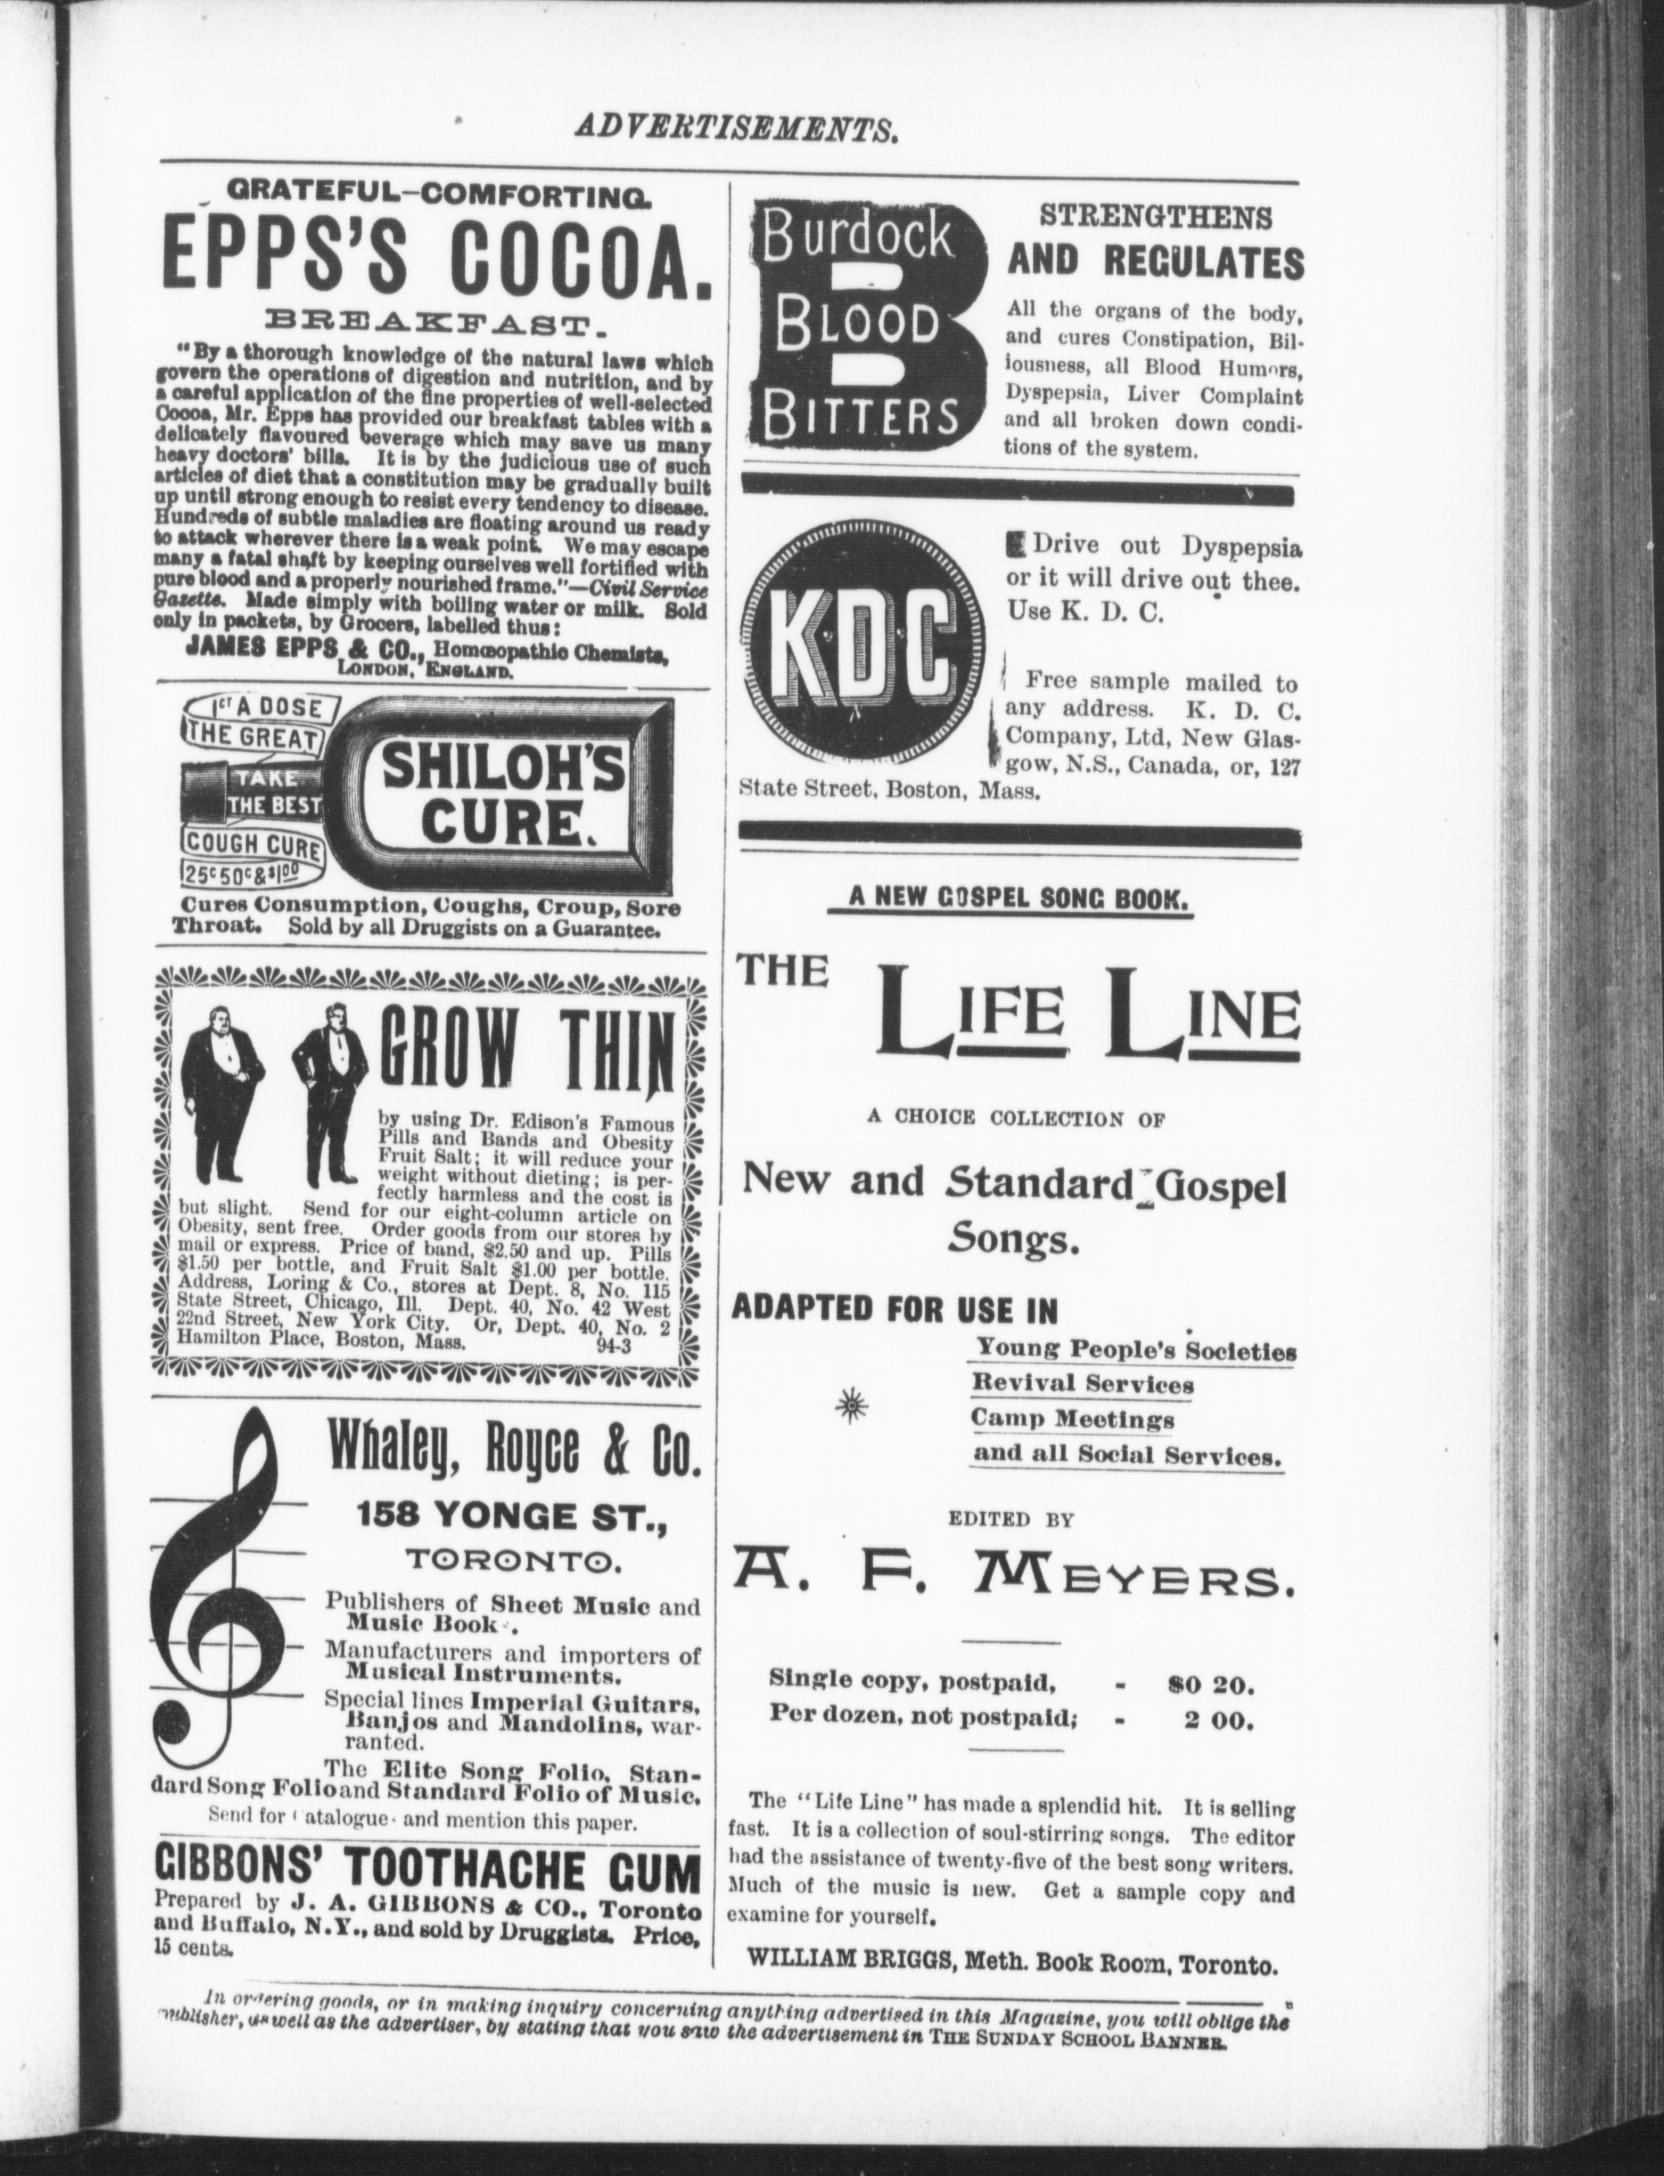 ADVERTISEMENTS.
GRATEFUL—COMFORTING.
EPPS'S COCOA.
BREAKFAST.
"By a thorough knowledge of the natural laws which
govern the operations of digestion and nutrition, and by
a careful application of the fine properties of well-selected
Cocoa, Mr. Epps has provided our breakfast tables with a
delicately flavoured beverage which may save us many
heavy doctors' bills. It is by the judicious use of such
articles of diet that a constitution may be gradually built
up until strong enough to resist every tendency to disease.
Hundreds of subtle maladies are floating around us ready
to attack wherever there is a weak point. We may escape
many a fatal shaft by keeping ourselves well fortified with
pure blood and a properly nourished frame."—Civil Service
Gazette. Made simply with boiling water or milk. Sold
only in packets, by Grocers, labelled thus:
JAMES EPPS & CO., Homœopathic Chemists,
LONDON, ENGLAND.
1CT A DOSE
THE GREAT
TAKE
THE BEST
COUGH CURE
25c 50c & $1 00
SHILOH'S
CURE.
Cures Consumption, Coughs, Croup, Sore
Throat. Sold by all Druggists on a Guarantee.
GROW THIN
by using Dr. Edison's Famous
Pills and Bands and Obesity
Fruit Salt; it will reduce your
weight without dieting; is per-
fectly harmless and the cost is
but slight. Send for our eight-column article on
Obesity, sent free. Order goods from our stores by
mail or express. Price of band, $2.50 and up. Pills
$1.50 per bottle, and Fruit Salt $1.00 per bottle.
Address, Loring & Co., stores at Dept. 8, No. 115
State Street, Chicago, Ill. Dept. 40, No. 42 West
22nd Street, New York City. Or, Dept. 40, No. 2
Hamilton Place, Boston, Mass. 94-3
Whaley, Royce & Co.
158 YONGE ST.,
TORONTO.
Publishers of Sheet Music and
Music Book .
Manufacturers and importers of
Musical Instruments.
Special lines Imperial Guitars,
Banjos and Mandolins, war-
ranted.
The Elite Song Folio, Stan-
dard Song Folio and Standard Folio of Music.
Send for Catalogue and mention this paper.
GIBBONS' TOOTHACHE GUM
Prepared by J. A. GIBBONS & CO., Toronto
and Buffalo, N.Y., and sold by Druggists. Price,
15 cents.
Burdock
BLOOD
BITTERS
STRENGTHENS
AND REGULATES
All the organs of the body,
and cures Constipation, Bil-
iousness, all Blood Humors,
Dyspepsia, Liver Complaint
and all broken down condi-
tions of the system.
K.D.C
Drive out Dyspepsia
or it will drive out thee.
Use K. D. C.
Free sample mailed to
any address. K. D. C.
Company, Ltd, New Glas-
gow, N.S., Canada, or, 127
State Street, Boston, Mass.
A NEW GOSPEL SONG BOOK.
THE LIFE LINE
A CHOICE COLLECTION OF
New and Standard Gospel
Songs.
ADAPTED FOR USE IN
Young People's Societies
Revival Services
Camp Meetings
and all Social Services.
EDITED BY
A. F. MEYERS.
Single copy, postpaid, - $0 20.
Per dozen, not postpaid; - 2 00.
The "Life Line" has made a splendid hit. It is selling
fast. It is a collection of soul-stirring songs. The editor
had the assistance of twenty-five of the best song writers.
Much of the music is new. Get a sample copy and
examine for yourself.
WILLIAM BRIGGS, Meth. Book Room, Toronto.
In ordering goods, or in making inquiry concerning anything advertised in this Magazine, you will oblige the
publisher, as well as the advertiser, by stating that you saw the advertisement in THE SUNDAY SCHOOL BANNER.